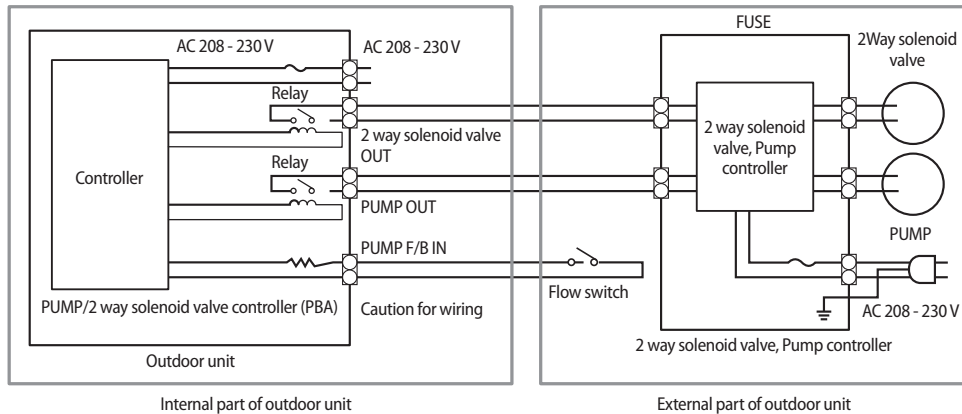 AC 208 - 230 V
AC 208 - 230 V
Relay
2 way solenoid valve
OUT
Controller
Relay
PUMP OUT
PUMP F/B IN
PUMP/2 way solenoid valve controller (PBA)
Caution for wiring
Outdoor unit
Internal part of outdoor unit
Flow switch
FUSE
2Way solenoid
valve
2 way solenoid
valve, Pump
controller
PUMP
AC 208 - 230 V
2 way solenoid valve, Pump controller
External part of outdoor unit